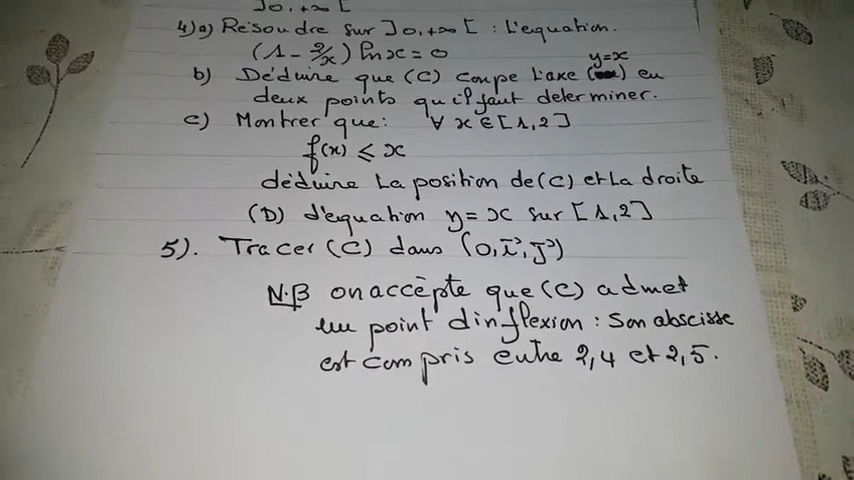 ]0,+∞[
4)a) Résoudre sur ]0,+∞[ : L'equation.
(1 - 2/x) ln x = 0
y=x
b) Déduire que (C) coupe l'axe ( ) en
deux points qu'il faut determiner.
c) Montrer que: ∀ x ∈ [1,2]
f(x) ⩽ x
déduire la position de (C) et la droite
(D) d'equation y = x sur [1,2]
5). Tracer (C) dans (O,i⃗,j⃗)
N.B on accèpte que (C) admet
un point d'inflexion : Son abscisse
est compris entre 2,4 et 2,5.